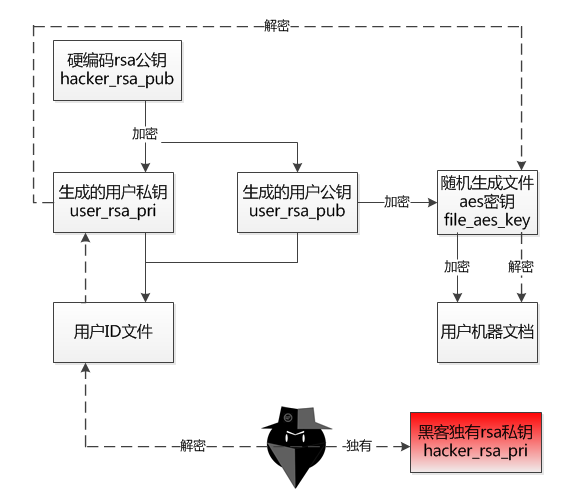 解密
硬编码rsa公钥
hacker_rsa_pub
加密
生成的用户私钥
user_rsa_pri
生成的用户公钥
user_rsa_pub
加密
随机生成文件
aes密钥
file_aes_key
加密
解密
用户ID文件
用户机器文档
解密
独有
黑客独有rsa私钥
hacker_rsa_pri